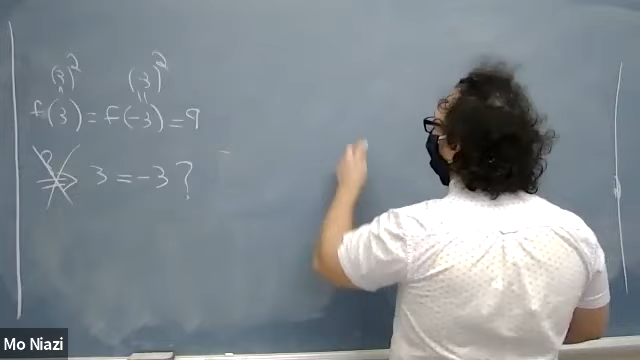 (3)² (-3)²
f(3) = f(-3) = 9
⇒ 3 = -3 ?
Mo Niazi